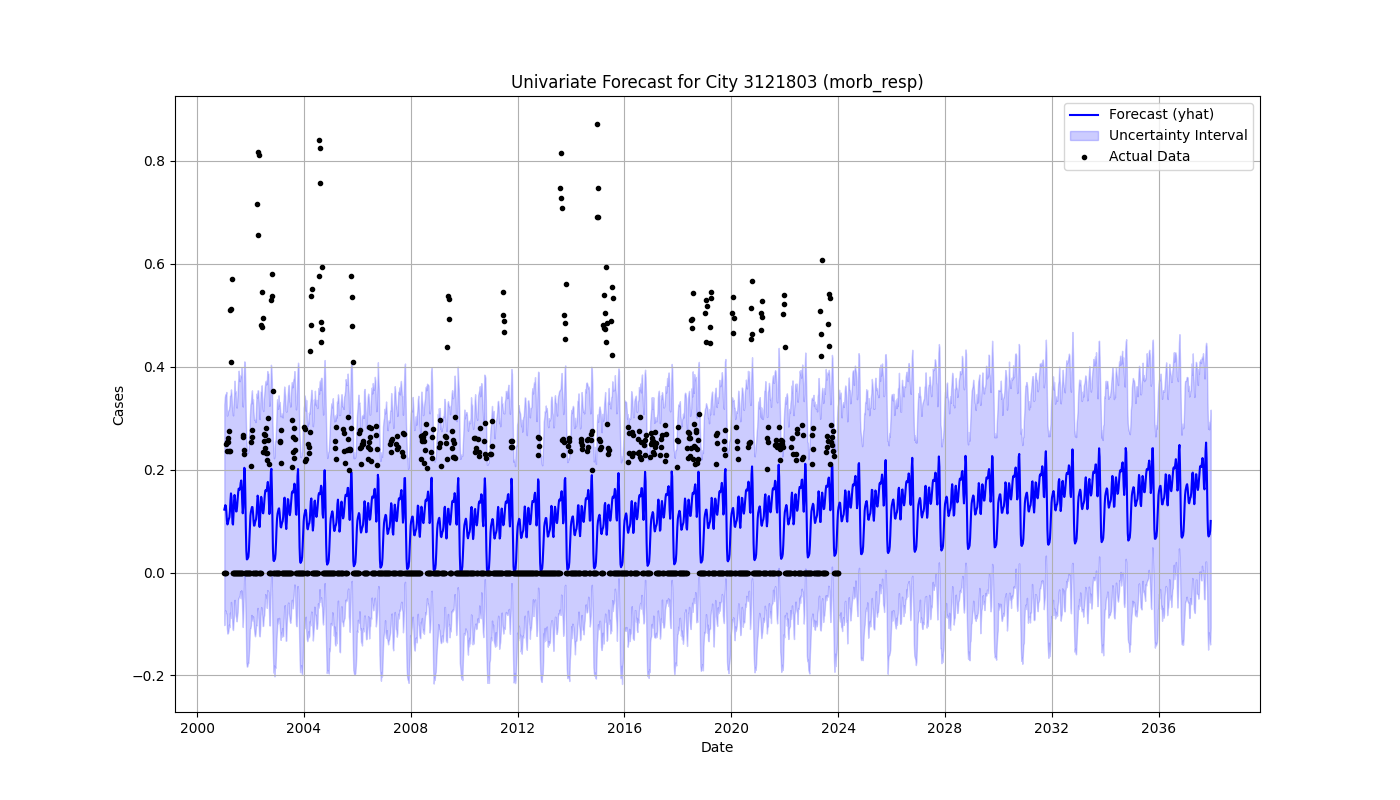 Univariate Forecast for City 3121803 (morb_resp)
Forecast (yhat)
Uncertainty Interval
Actual Data
Cases
0.8
0.6
0.4
0.2
0.0
−0.2
2000 2004 2008 2012 2016 2020 2024 2028 2032 2036
Date